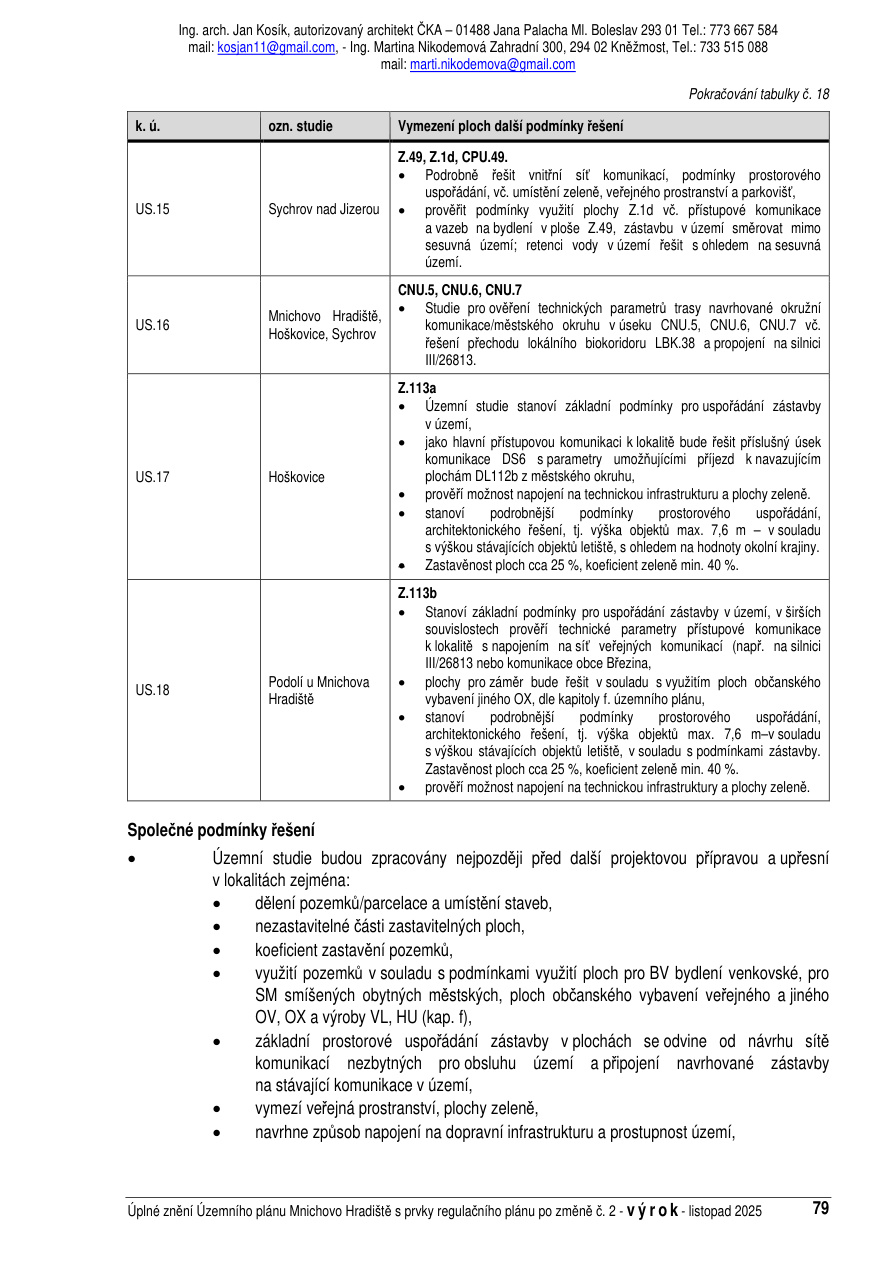 Ing. arch. Jan Kosík, autorizovaný architekt ČKA – 01488 Jana Palacha Ml. Boleslav 293 01 Tel.: 773 667 584
mail: kosjan11@gmail.com, - Ing. Martina Nikodemová Zahradní 300, 294 02 Kněžmost, Tel.: 733 515 088
mail: marti.nikodemova@gmail.com
Pokračování tabulky č. 18
k. ú. ozn. studie Vymezení ploch další podmínky řešení
US.15
Sychrov nad Jizerou
Z.49, Z.1d, CPU.49.
• Podrobně řešit vnitřní síť komunikací, podmínky prostorového
uspořádání, vč. umístění zeleně, veřejného prostranství a parkovišť,
• prověřit podmínky využití plochy Z.1d vč. přístupové komunikace
a vazeb na bydlení v ploše Z.49, zástavbu v území směrovat mimo
sesuvná území; retenci vody v území řešit s ohledem na sesuvná
území.
US.16
Mnichovo Hradiště,
Hoškovice, Sychrov
CNU.5, CNU.6, CNU.7
• Studie pro ověření technických parametrů trasy navrhované okružní
komunikace/městského okruhu v úseku CNU.5, CNU.6, CNU.7 vč.
řešení přechodu lokálního biokoridoru LBK.38 a propojení na silnici
III/26813.
US.17
Hoškovice
Z.113a
• Územní studie stanoví základní podmínky pro uspořádání zástavby
v území,
• jako hlavní přístupovou komunikaci k lokalitě bude řešit příslušný úsek
komunikace DS6 s parametry umožňujícími příjezd k navazujícím
plochám DL112b z městského okruhu,
• prověří možnost napojení na technickou infrastrukturu a plochy zeleně.
• stanoví podrobnější podmínky prostorového uspořádání,
architektonického řešení, tj. výška objektů max. 7,6 m – v souladu
s výškou stávajících objektů letiště, s ohledem na hodnoty okolní krajiny.
• Zastavěnost ploch cca 25 %, koeficient zeleně min. 40 %.
US.18
Podolí u Mnichova
Hradiště
Z.113b
• Stanoví základní podmínky pro uspořádání zástavby v území, v širších
souvislostech prověří technické parametry přístupové komunikace
k lokalitě s napojením na síť veřejných komunikací (např. na silnici
III/26813 nebo komunikace obce Březina,
• plochy pro záměr bude řešit v souladu s využitím ploch občanského
vybavení jiného OX, dle kapitoly f. územního plánu,
• stanoví podrobnější podmínky prostorového uspořádání,
architektonického řešení, tj. výška objektů max. 7,6 m–v souladu
s výškou stávajících objektů letiště, v souladu s podmínkami zástavby.
Zastavěnost ploch cca 25 %, koeficient zeleně min. 40 %.
• prověří možnost napojení na technickou infrastruktury a plochy zeleně.
Společné podmínky řešení
• Územní studie budou zpracovány nejpozději před další projektovou přípravou a upřesní
v lokalitách zejména:
• dělení pozemků/parcelace a umístění staveb,
• nezastavitelné části zastavitelných ploch,
• koeficient zastavění pozemků,
• využití pozemků v souladu s podmínkami využití ploch pro BV bydlení venkovské, pro
SM smíšených obytných městských, ploch občanského vybavení veřejného a jiného
OV, OX a výroby VL, HU (kap. f),
• základní prostorové uspořádání zástavby v plochách se odvine od návrhu sítě
komunikací nezbytných pro obsluhu území a připojení navrhované zástavby
na stávající komunikace v území,
• vymezí veřejná prostranství, plochy zeleně,
• navrhne způsob napojení na dopravní infrastrukturu a prostupnost území,
Úplné znění Územního plánu Mnichovo Hradiště s prvky regulačního plánu po změně č. 2 - v ý r o k - listopad 2025 79